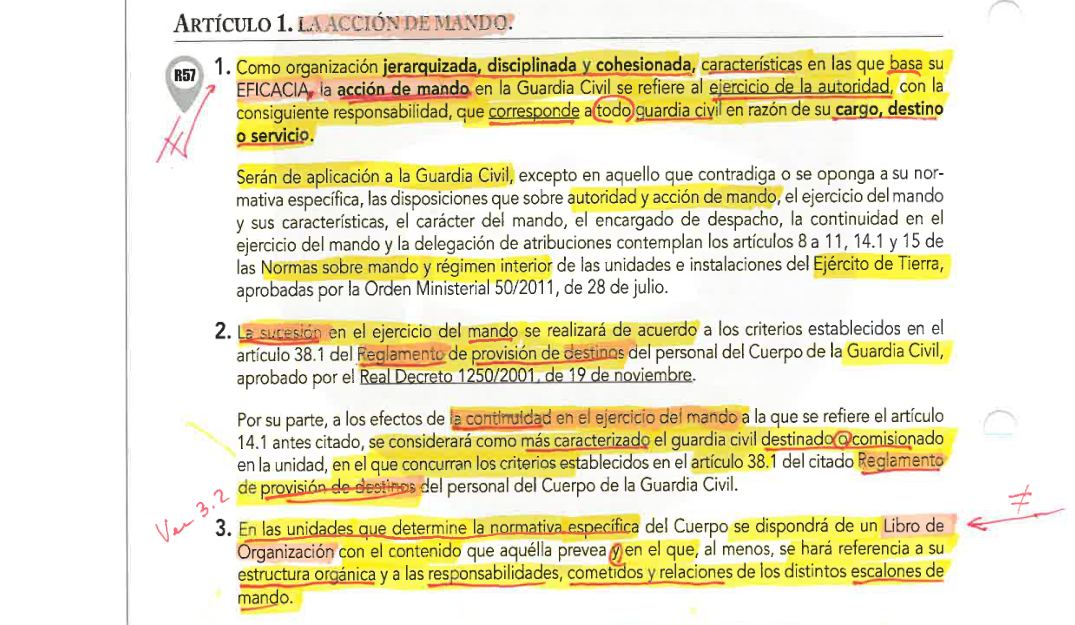 ARTÍCULO 1. LA ACCIÓN DE MANDO.
R57
1. Como organización jerarquizada, disciplinada y cohesionada, características en las que basa su
EFICACIA, la acción de mando en la Guardia Civil se refiere al ejercicio de la autoridad, con la
consiguiente responsabilidad, que corresponde a todo guardia civil en razón de su cargo, destino
o servicio.
Serán de aplicación a la Guardia Civil, excepto en aquello que contradiga o se oponga a su nor-
mativa específica, las disposiciones que sobre autoridad y acción de mando, el ejercicio del mando
y sus características, el carácter del mando, el encargado de despacho, la continuidad en el
ejercicio del mando y la delegación de atribuciones contemplan los artículos 8 a 11, 14.1 y 15 de
las Normas sobre mando y régimen interior de las unidades e instalaciones del Ejército de Tierra,
aprobadas por la Orden Ministerial 50/2011, de 28 de julio.
2. La sucesión en el ejercicio del mando se realizará de acuerdo a los criterios establecidos en el
artículo 38.1 del Reglamento de provisión de destinos del personal del Cuerpo de la Guardia Civil,
aprobado por el Real Decreto 1250/2001, de 19 de noviembre.
Por su parte, a los efectos de la continuidad en el ejercicio del mando a la que se refiere el artículo
14.1 antes citado, se considerará como más caracterizado el guardia civil destinado o comisionado
en la unidad, en el que concurran los criterios establecidos en el artículo 38.1 del citado Reglamento
de provisión de destinos del personal del Cuerpo de la Guardia Civil.
Ver 3.2
≠
3. En las unidades que determine la normativa específica del Cuerpo se dispondrá de un Libro de
Organización con el contenido que aquélla prevea y en el que, al menos, se hará referencia a su
estructura orgánica y a las responsabilidades, cometidos y relaciones de los distintos escalones de
mando.